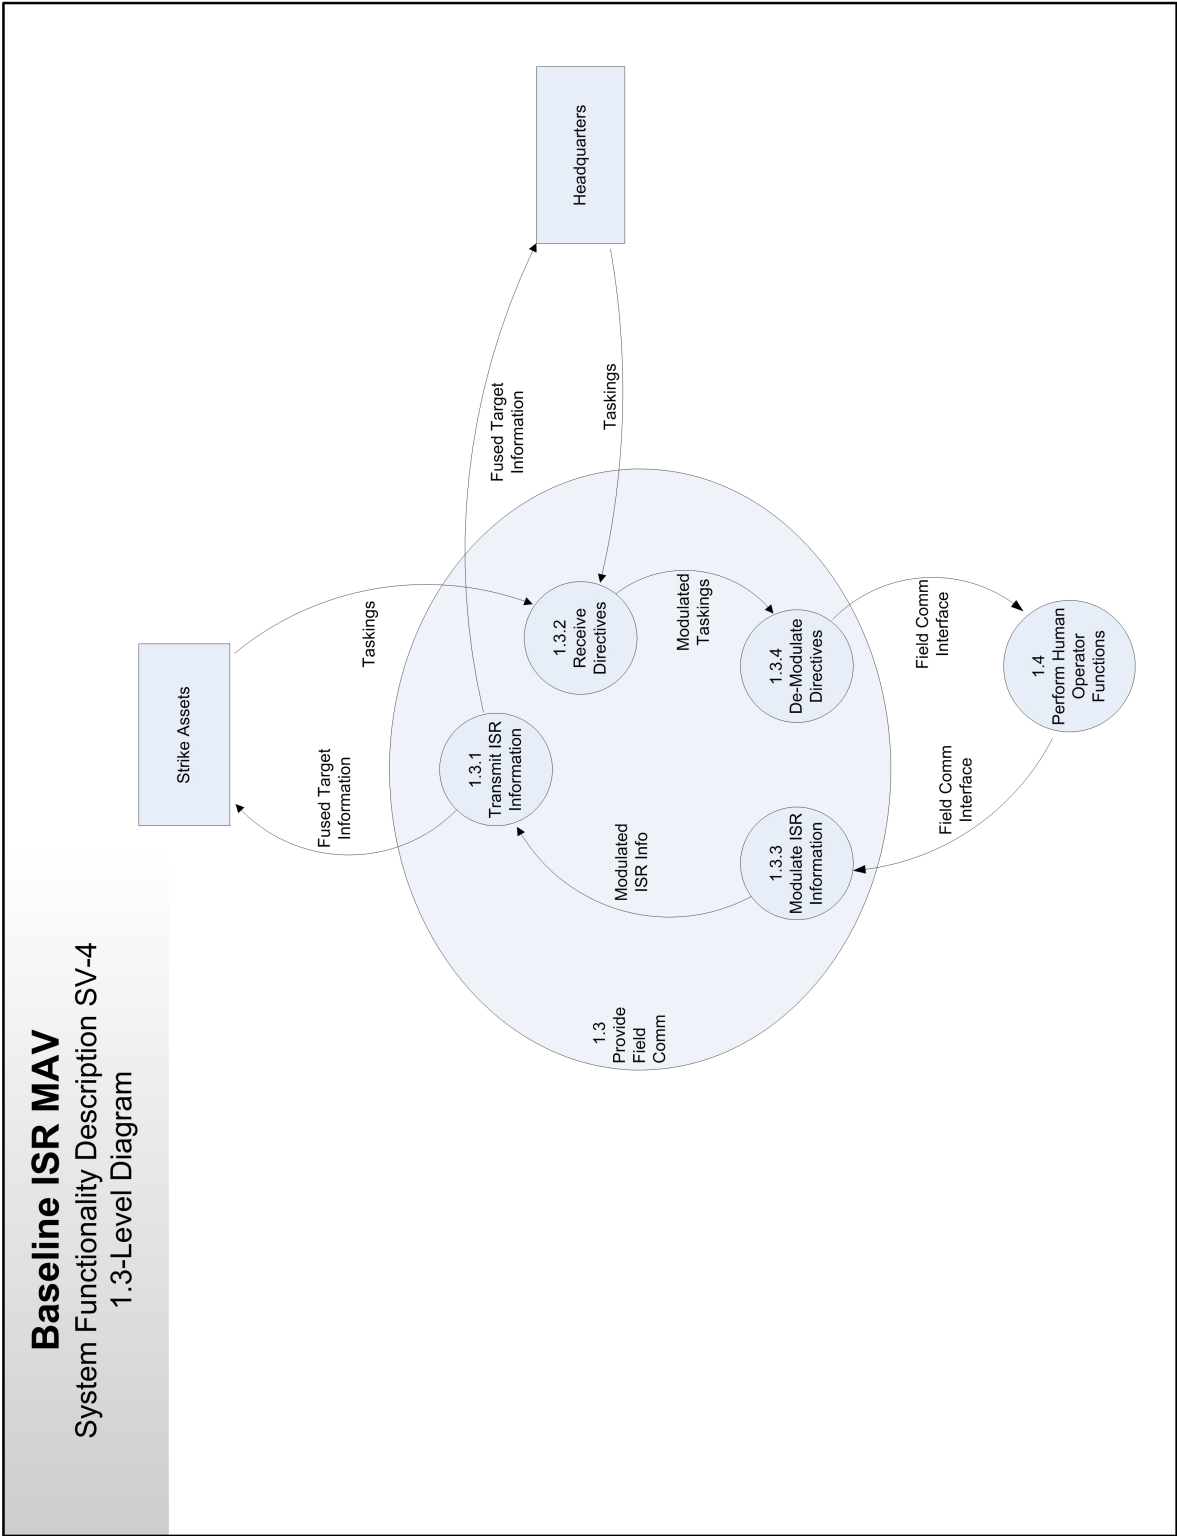 Baseline ISR MAV
System Functionality Description SV-4
1.3-Level Diagram
Strike Assets
Fused Target
Information
Taskings
1.3
Provide
Field
Comm
1.3.1
Transmit ISR
Information
Fused Target
Information
Headquarters
1.3.2
Receive
Directives
Taskings
Modulated
ISR Info
Modulated
Taskings
1.3.3
Modulate ISR
Information
1.3.4
De-Modulate
Directives
Field Comm
Interface
Field Comm
Interface
1.4
Perform Human
Operator
Functions